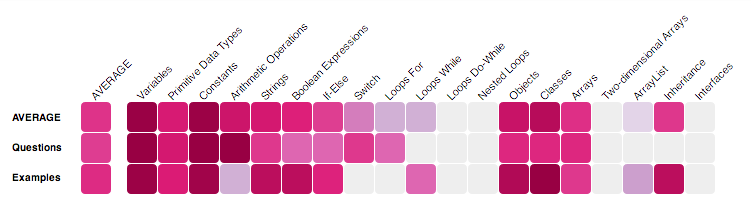 AVERAGE
Variables
Primitive Data Types
Constants
Arithmetic Operations
Strings
Boolean Expressions
If-Else
Switch
Loops For
Loops While
Loops Do-While
Nested Loops
Objects
Classes
Arrays
Two-dimensional Arrays
ArrayList
Inheritance
Interfaces
AVERAGE
Questions
Examples